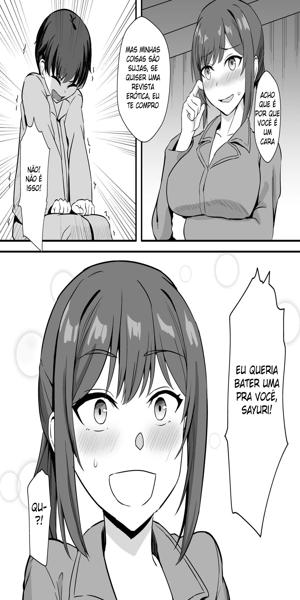 ACHO
QUE É
POR QUE
VOCÊ É
UM
CARA
MAS MINHAS
COISAS SÃO
SUJAS, SE
QUISER UMA
REVISTA
ERÓTICA, EU
TE COMPRO
NÃO!
NÃO É
ISSO!
EU QUERIA
BATER UMA
PRA VOCÊ,
SAYURI!
QU-
?!